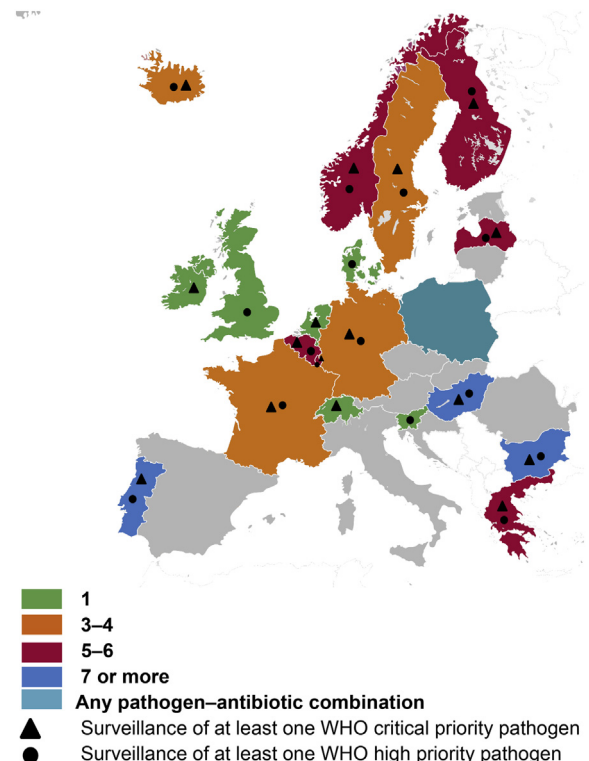 1
3–4
5–6
7 or more
Any pathogen–antibiotic combination
Surveillance of at least one WHO critical priority pathogen
Surveillance of at least one WHO high priority pathogen